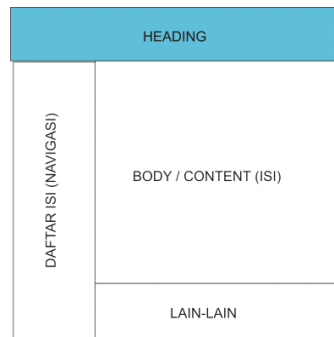 HEADING
DAFTAR ISI (NAVIGASI)
BODY / CONTENT (ISI)
LAIN-LAIN